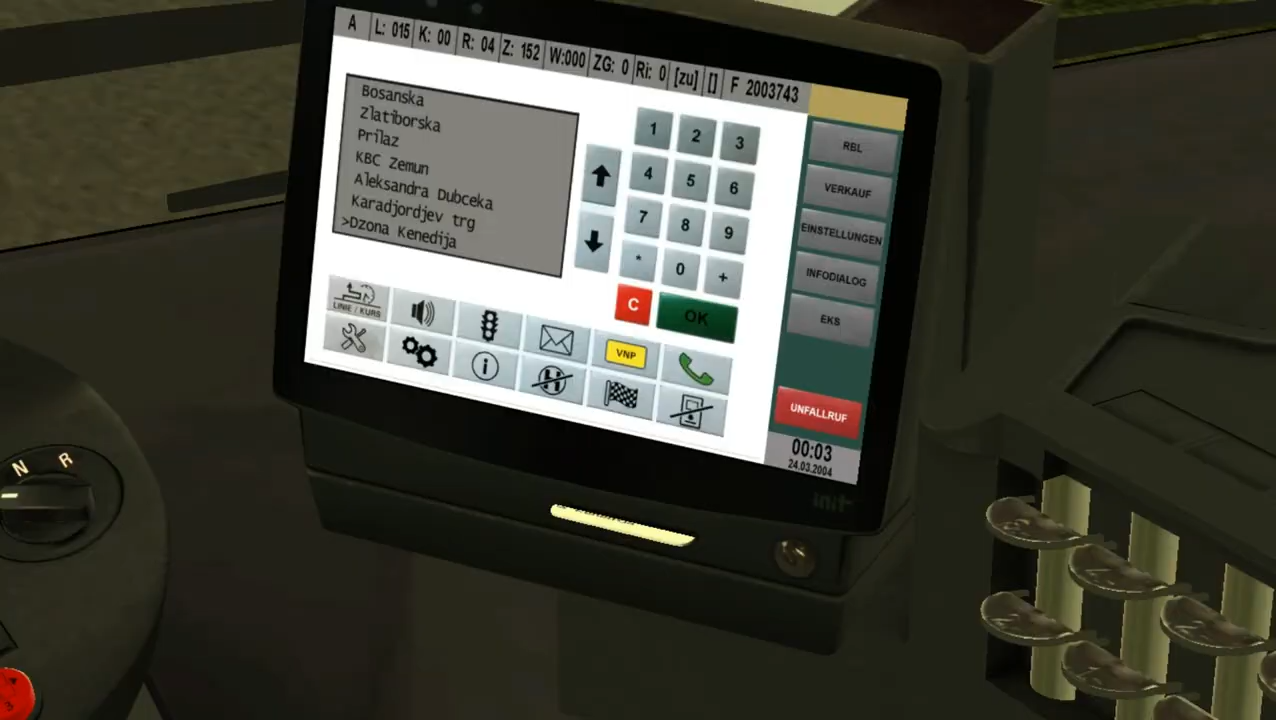 A L: 015 K: 00 R: 04 Z: 152 W:000 ZG: 0 Ri: 0 [zu] [] F 2003743
Bosanska
Zlatiborska
Prilaz
KBC Zemun
Aleksandra Dubceka
Karadjordjev trg
>Dzona Kenedija
1 2 3
4 5 6
7 8 9
* 0 +
C OK
LINIE / KURS
VNP
i
H
RBL
VERKAUF
EINSTELLUNGEN
INFODIALOG
EKS
UNFALLRUF
00:03
24.03.2004
init
N R